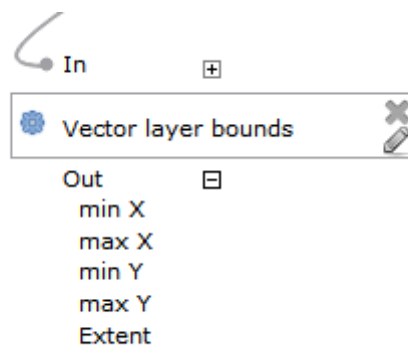 In
Vector layer bounds
Out
min X
max X
min Y
max Y
Extent